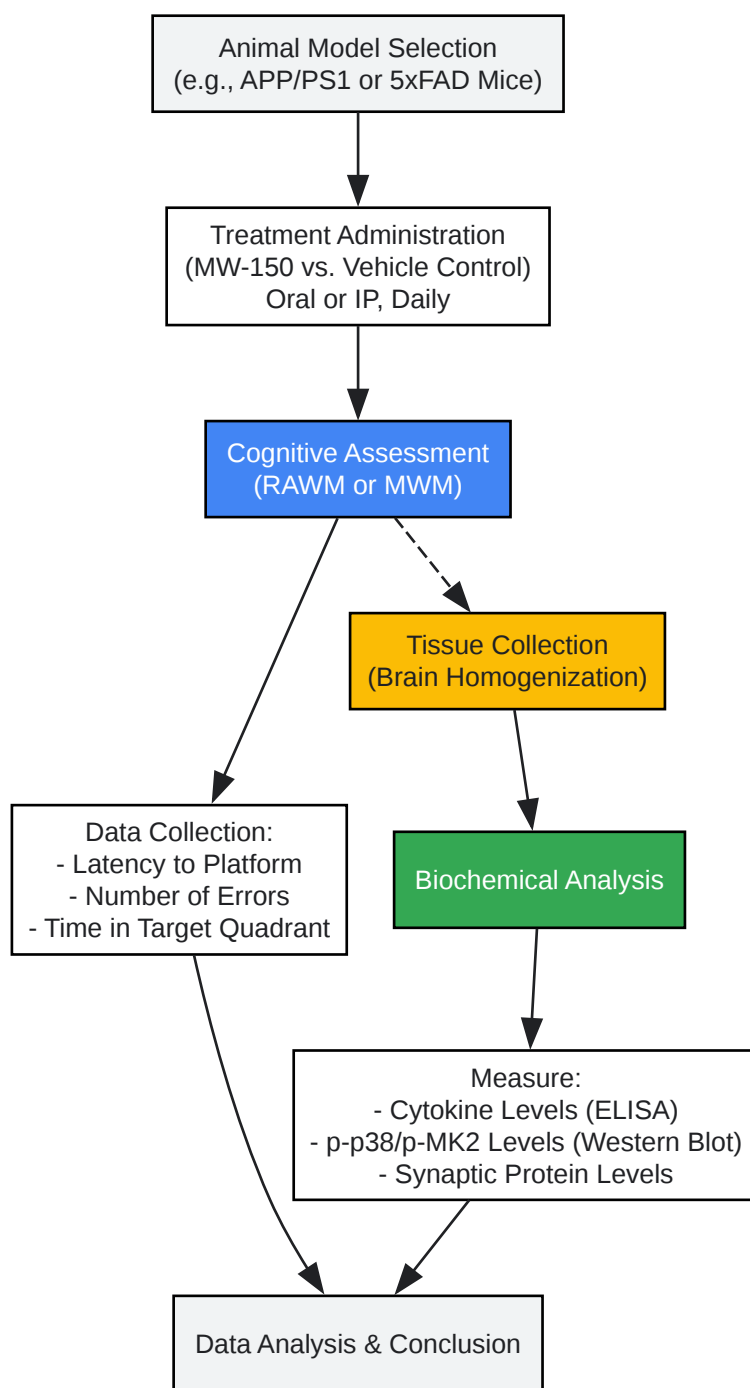 Animal Model Selection
(e.g., APP/PS1 or 5xFAD Mice)
Treatment Administration
(MW-150 vs. Vehicle Control)
Oral or IP, Daily
Cognitive Assessment
(RAWM or MWM)
Tissue Collection
(Brain Homogenization)
Data Collection:
- Latency to Platform
- Number of Errors
- Time in Target Quadrant
Biochemical Analysis
Measure:
- Cytokine Levels (ELISA)
- p-p38/p-MK2 Levels (Western Blot)
- Synaptic Protein Levels
Data Analysis & Conclusion